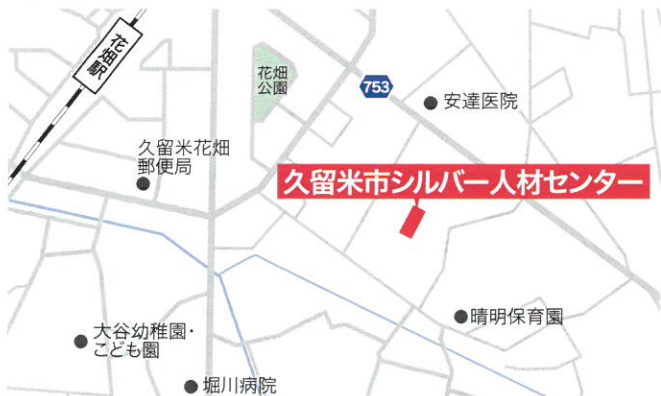 花畑駅
花畑
公園
753
安達医院
久留米花畑
郵便局
久留米市シルバー人材センター
晴明保育園
大谷幼稚園・
こども園
堀川病院